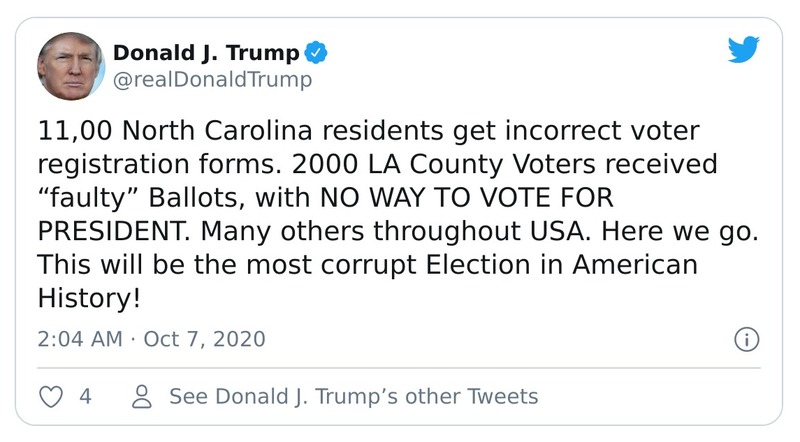 Donald J. Trump
@realDonaldTrump
11,00 North Carolina residents get incorrect voter
registration forms. 2000 LA County Voters received
“faulty” Ballots, with NO WAY TO VOTE FOR
PRESIDENT. Many others throughout USA. Here we go.
This will be the most corrupt Election in American
History!
2:04 AM · Oct 7, 2020
4 See Donald J. Trump’s other Tweets